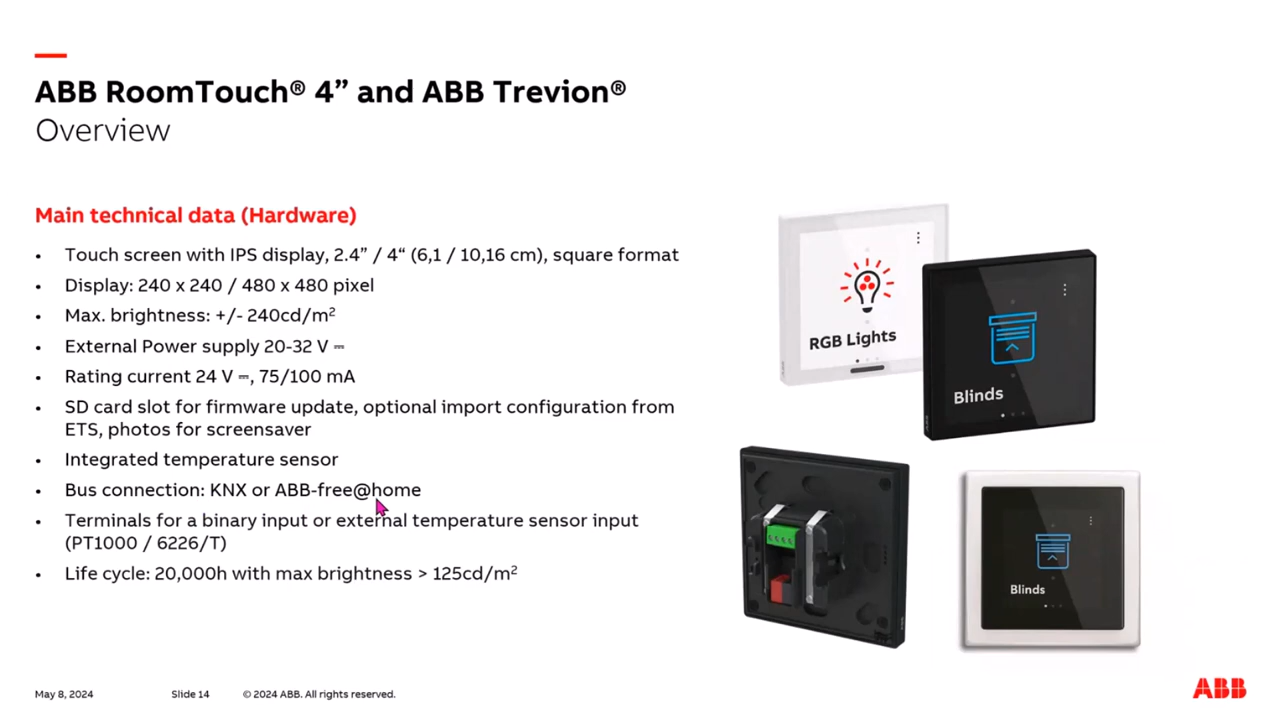 ABB RoomTouch® 4” and ABB Trevion®
Overview
Main technical data (Hardware)
• Touch screen with IPS display, 2.4” / 4“ (6,1 / 10,16 cm), square format
• Display: 240 x 240 / 480 x 480 pixel
• Max. brightness: +/- 240cd/m²
• External Power supply 20-32 V ⎓
• Rating current 24 V ⎓, 75/100 mA
• SD card slot for firmware update, optional import configuration from
ETS, photos for screensaver
• Integrated temperature sensor
• Bus connection: KNX or ABB-free@home
• Terminals for a binary input or external temperature sensor input
(PT1000 / 6226/T)
• Life cycle: 20,000h with max brightness > 125cd/m²
RGB Lights
Blinds
Blinds
May 8, 2024
Slide 14
© 2024 ABB. All rights reserved.
ABB